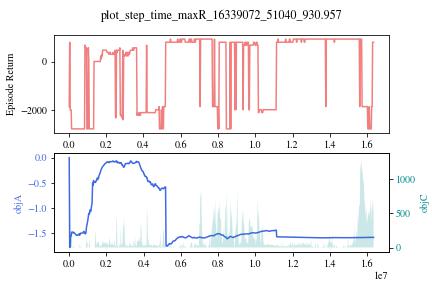 plot_step_time_maxR_16339072_51040_930.957
Episode Return
0
−2000
0.0 0.2 0.4 0.6 0.8 1.0 1.2 1.4 1.6
objA
0.0
−0.5
−1.0
−1.5
1000
500
0
objC
0.0 0.2 0.4 0.6 0.8 1.0 1.2 1.4 1.6
1e7